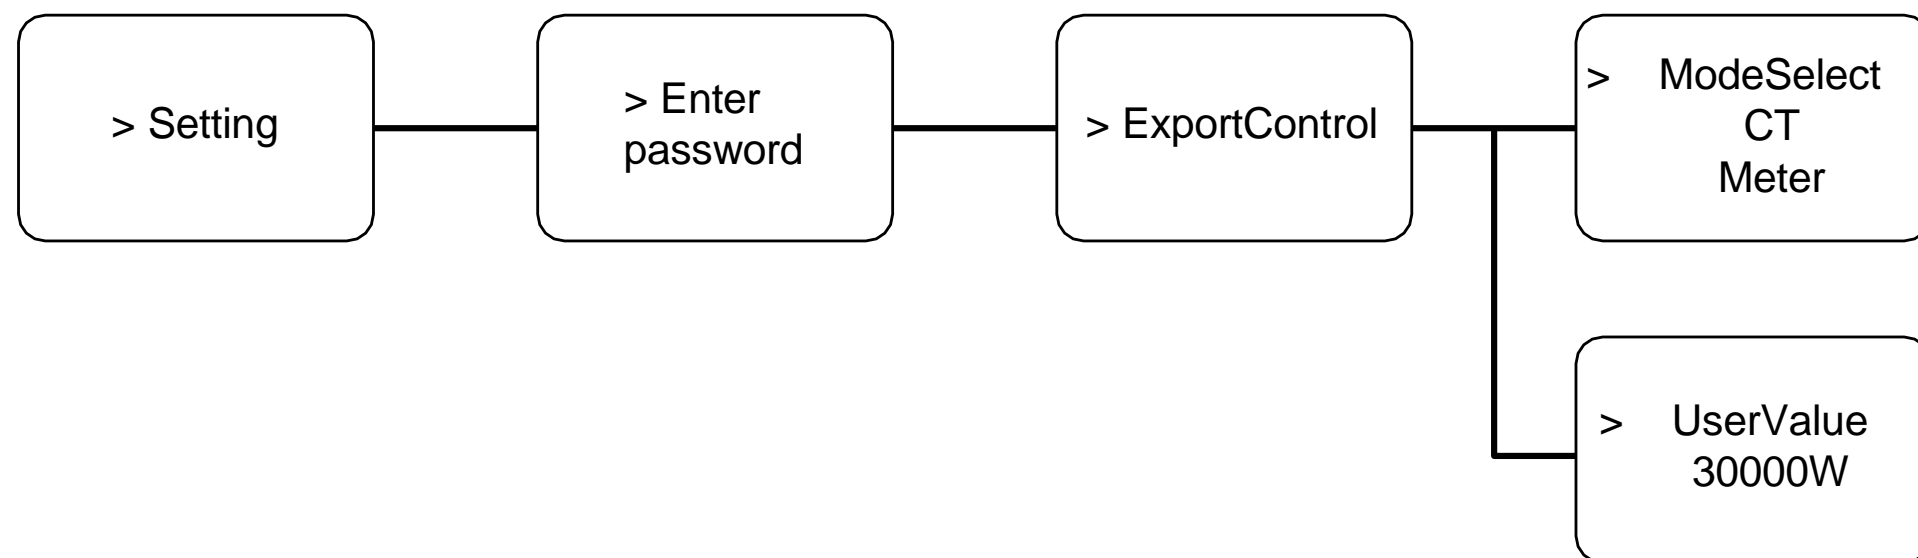 > Setting
> Enter
password
> ExportControl
> ModeSelect
CT
Meter
> UserValue
30000W